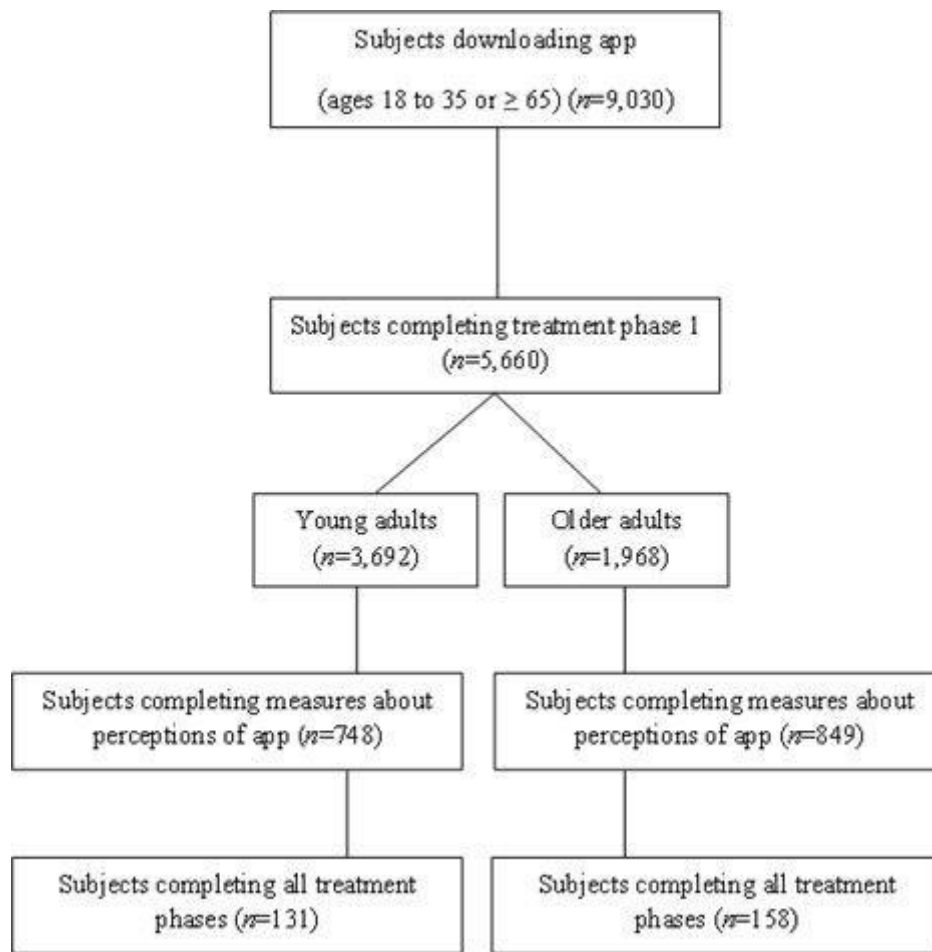 Subjects downloading app
(ages 18 to 35 or ≥ 65) (n=9,030)
Subjects completing treatment phase 1
(n=5,660)
Young adults
(n=3,692)
Older adults
(n=1,968)
Subjects completing measures about
perceptions of app (n=748)
Subjects completing measures about
perceptions of app (n=849)
Subjects completing all treatment
phases (n=131)
Subjects completing all treatment
phases (n=158)